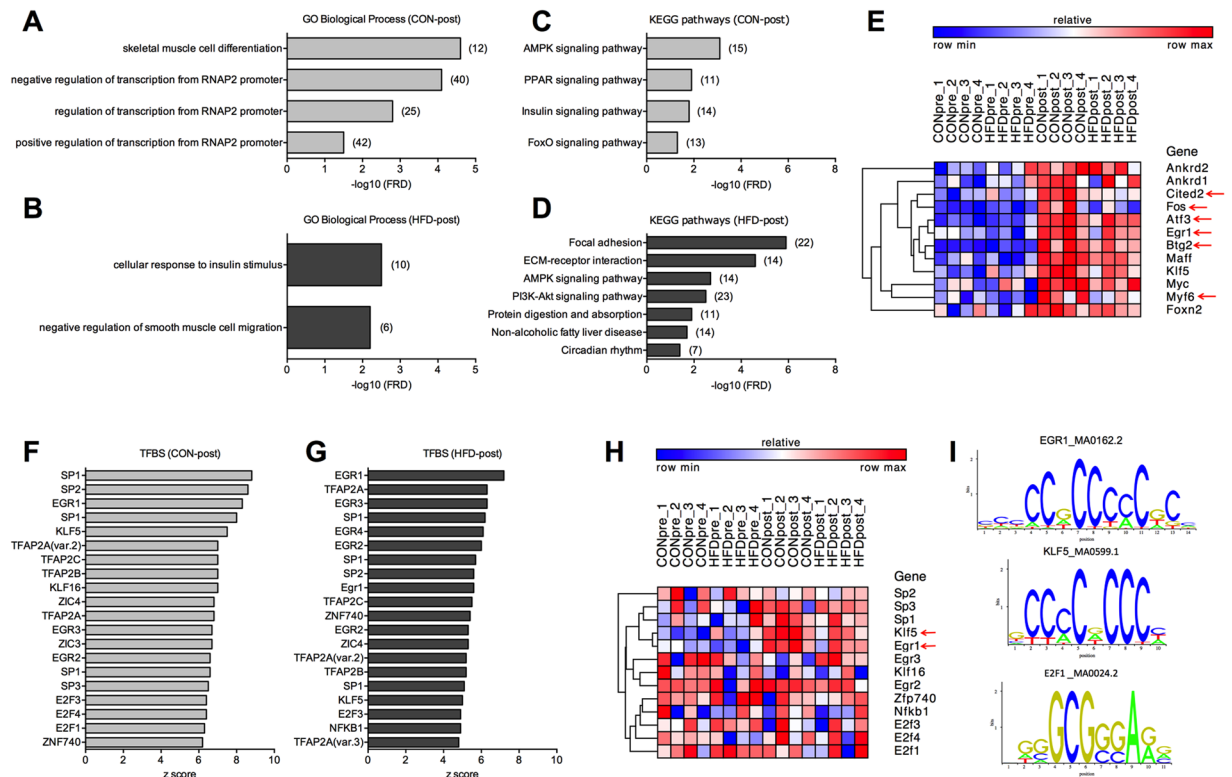 A
GO Biological Process (CON-post)
skeletal muscle cell differentiation
(12)
negative regulation of transcription from RNAP2 promoter
(40)
regulation of transcription from RNAP2 promoter
(25)
positive regulation of transcription from RNAP2 promoter
(42)
0 1 2 3 4 5
-log10 (FRD)
B
GO Biological Process (HFD-post)
cellular response to insulin stimulus
(10)
negative regulation of smooth muscle cell migration
(6)
0 1 2 3 4 5
-log10 (FRD)
C
KEGG pathways (CON-post)
AMPK signaling pathway
(15)
PPAR signaling pathway
(11)
Insulin signaling pathway
(14)
FoxO signaling pathway
(13)
0 2 4 6 8
-log10 (FRD)
D
KEGG pathways (HFD-post)
Focal adhesion
(22)
ECM-receptor interaction
(14)
AMPK signaling pathway
(14)
PI3K-Akt signaling pathway
(23)
Protein digestion and absorption
(11)
Non-alcoholic fatty liver disease
(14)
Circadian rhythm
(7)
0 2 4 6 8
-log10 (FRD)
E
relative
row min row max
CONpre_1
CONpre_2
CONpre_3
CONpre_4
HFDpre_1
HFDpre_2
HFDpre_3
HFDpre_4
CONpost_1
CONpost_2
CONpost_3
CONpost_4
HFDpost_1
HFDpost_2
HFDpost_3
HFDpost_4
Gene
Ankrd2
Ankrd1
Cited2
Fos
Atf3
Egr1
Btg2
Maff
Klf5
Myc
Myf6
Foxn2
F
TFBS (CON-post)
SP1
SP2
EGR1
SP1
KLF5
TFAP2A(var.2)
TFAP2C
TFAP2B
KLF16
ZIC4
TFAP2A
EGR3
ZIC3
EGR2
SP1
SP3
E2F3
E2F4
E2F1
ZNF740
0 2 4 6 8 10
z score
G
TFBS (HFD-post)
EGR1
TFAP2A
EGR3
SP1
EGR4
EGR2
SP1
SP2
Egr1
TFAP2C
ZNF740
EGR2
ZIC4
TFAP2A(var.2)
TFAP2B
SP1
KLF5
E2F3
NFKB1
TFAP2A(var.3)
0 2 4 6 8 10
z score
H
relative
row min row max
CONpre_1
CONpre_2
CONpre_3
CONpre_4
HFDpre_1
HFDpre_2
HFDpre_3
HFDpre_4
CONpost_1
CONpost_2
CONpost_3
CONpost_4
HFDpost_1
HFDpost_2
HFDpost_3
HFDpost_4
Gene
Sp2
Sp3
Sp1
Klf5
Egr1
Egr3
Klf16
Egr2
Zfp740
Nfkb1
E2f3
E2f4
E2f1
I
EGR1_MA0162.2
position
KLF5_MA0599.1
position
E2F1_MA0024.2
position